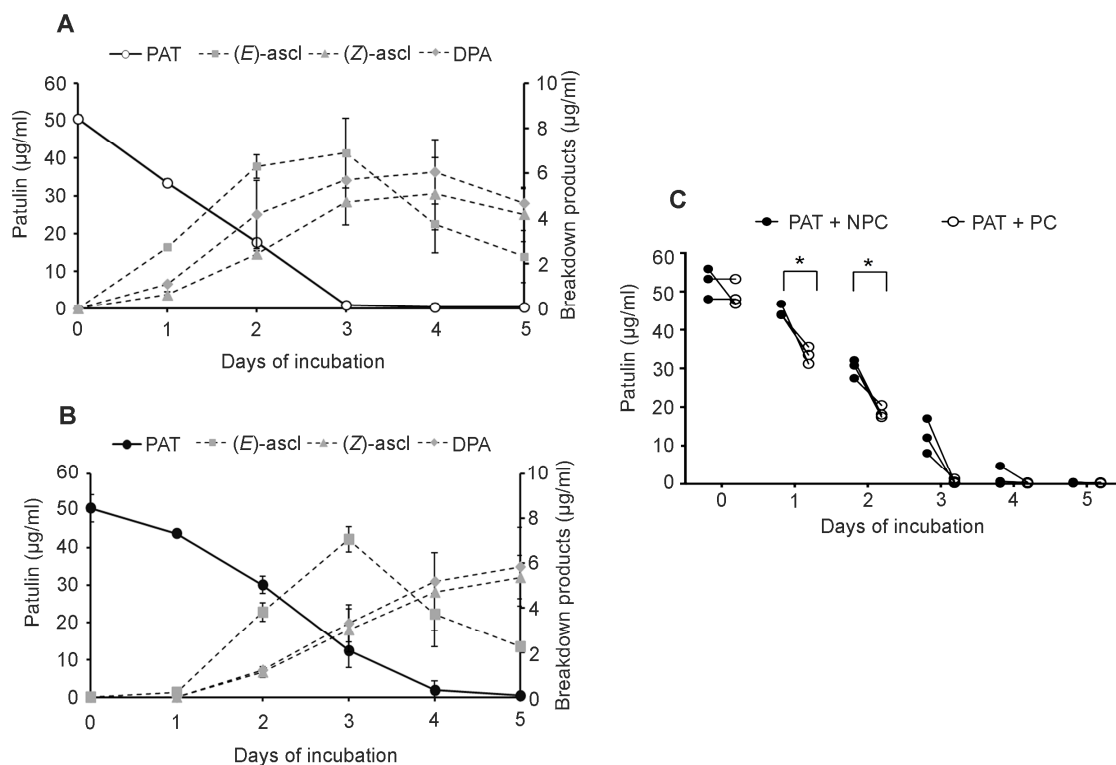 A
PAT (E)-ascl (Z)-ascl DPA
60 10
50 8
40 6
30 4
20 2
10 0
0
Patulin (µg/ml)
Breakdown products (µg/ml)
0 1 2 3 4 5
Days of incubation
B
PAT (E)-ascl (Z)-ascl DPA
60 10
50 8
40 6
30 4
20 2
10 0
0
Patulin (µg/ml)
Breakdown products (µg/ml)
0 1 2 3 4 5
Days of incubation
C
PAT + NPC PAT + PC
60
50
40
30
20
10
0
Patulin (µg/ml)
* *
0 1 2 3 4 5
Days of incubation